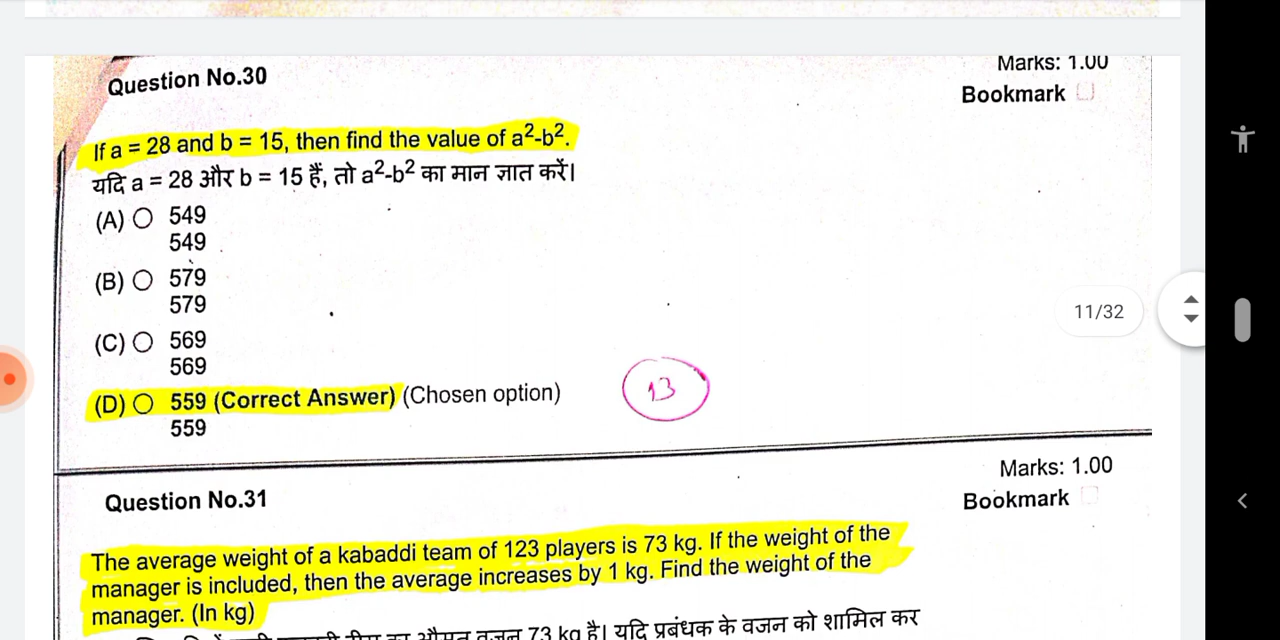 Question No.30
Marks: 1.00
Bookmark
If a = 28 and b = 15, then find the value of a²-b².
यदि a = 28 और b = 15 हैं, तो a²-b² का मान ज्ञात करें।
(A) 549
549
(B) 579
579
(C) 569
569
(D) 559 (Correct Answer) (Chosen option)
559
13
11/32
Question No.31
Marks: 1.00
Bookmark
The average weight of a kabaddi team of 123 players is 73 kg. If the weight of the
manager is included, then the average increases by 1 kg. Find the weight of the
manager. (In kg)
औसत वजन 73 kg है। यदि प्रबंधक के वजन को शामिल कर